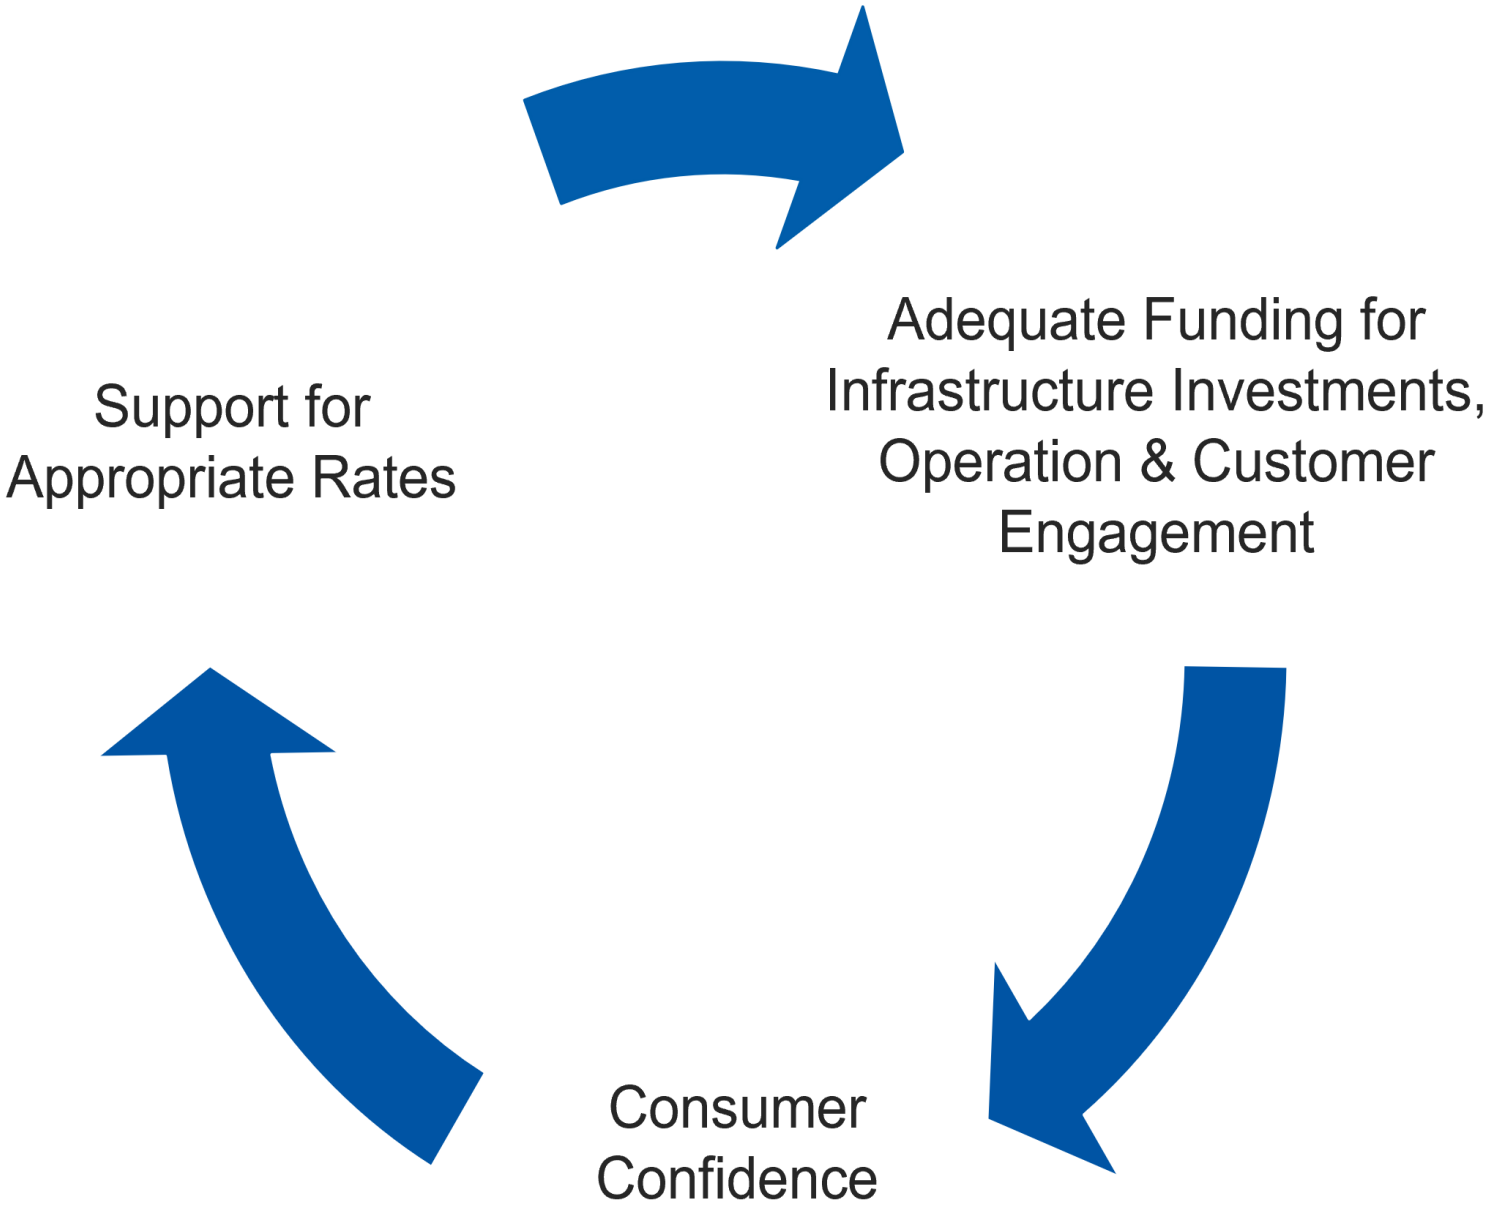 Adequate Funding for
Infrastructure Investments,
Operation & Customer
Engagement
Support for
Appropriate Rates
Consumer
Confidence